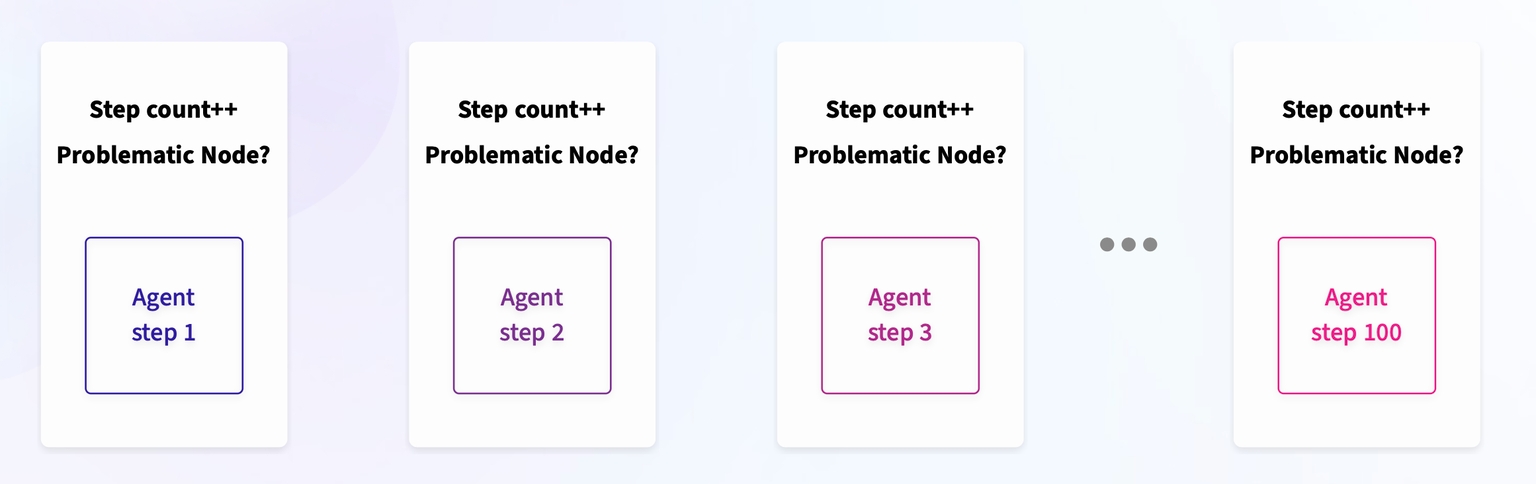 Step count++
Problematic Node?
Agent
step 1
Step count++
Problematic Node?
Agent
step 2
Step count++
Problematic Node?
Agent
step 3
Step count++
Problematic Node?
Agent
step 100